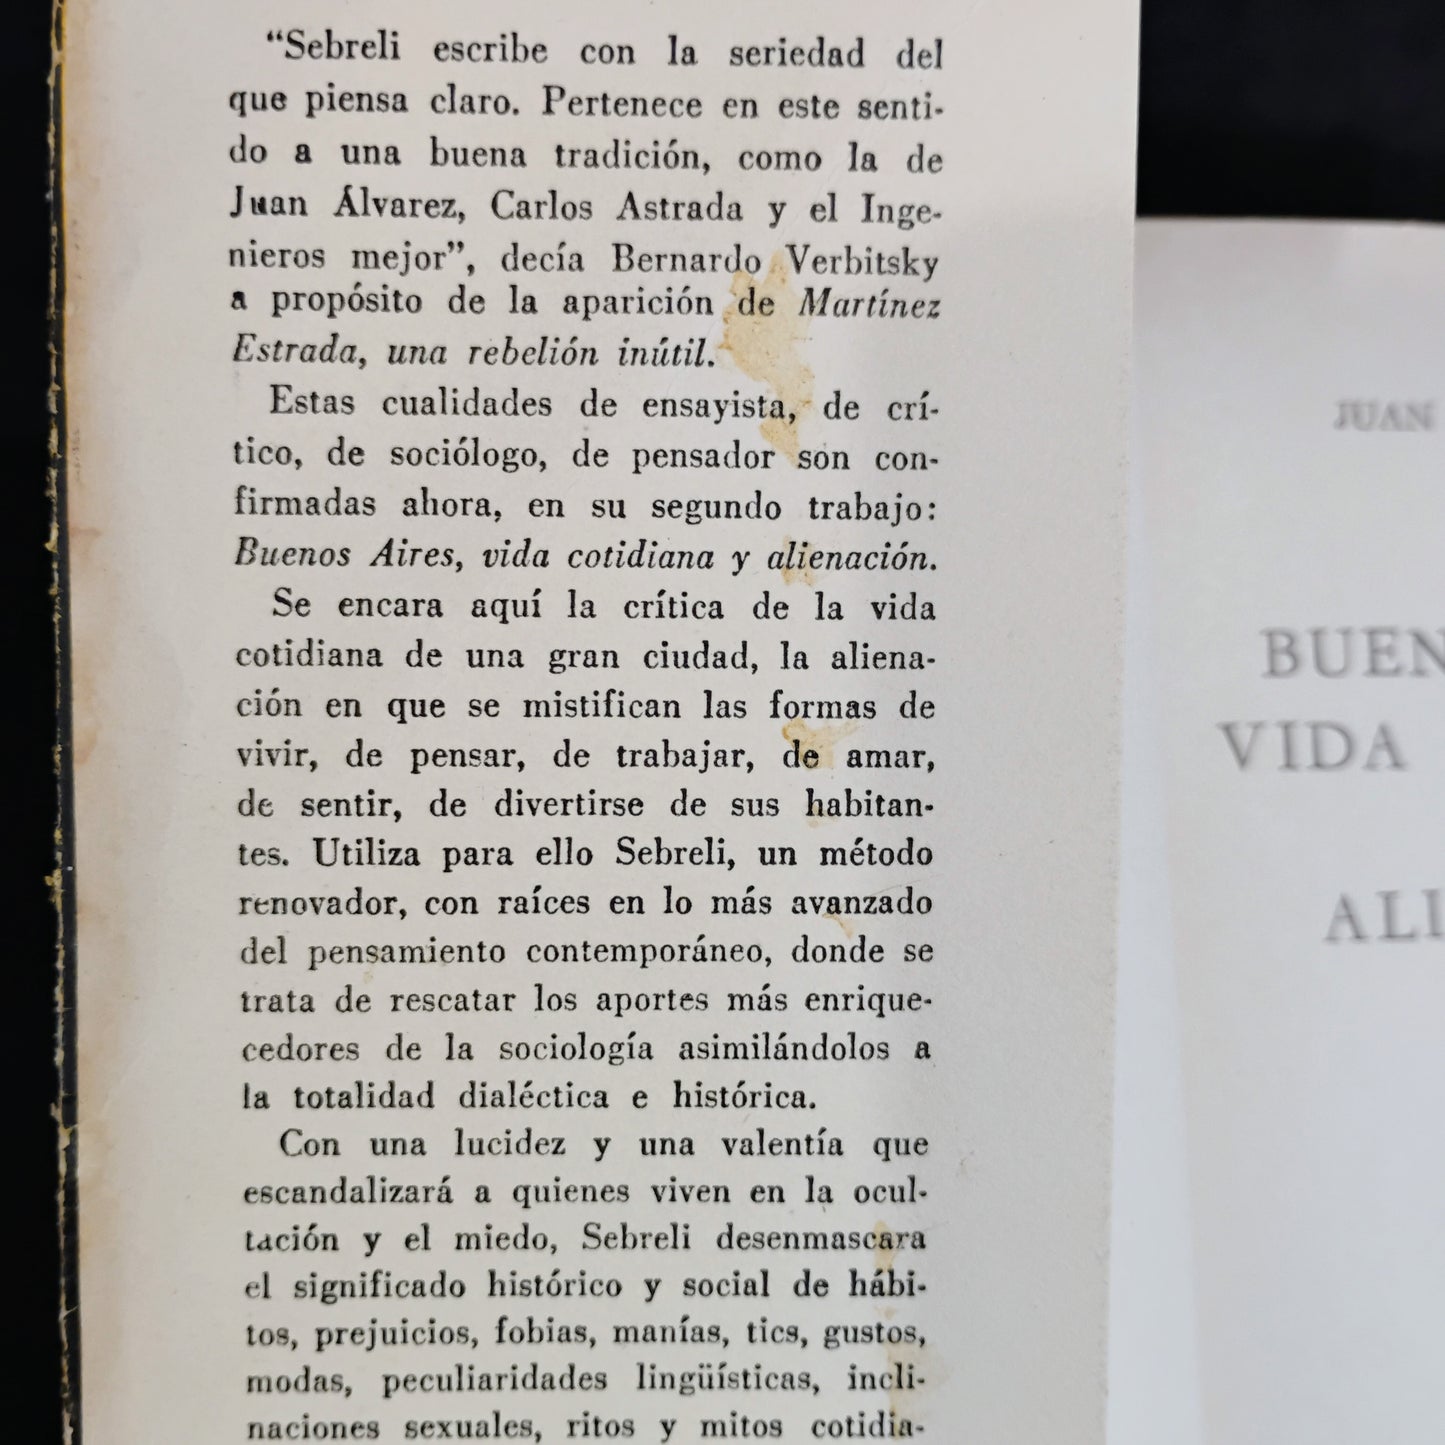 “Sebreli escribe con la seriedad del
que piensa claro. Pertenece en este senti-
do a una buena tradición, como la de
Juan Álvarez, Carlos Astrada y el Inge-
nieros mejor”, decía Bernardo Verbitsky
a propósito de la aparición de Martínez
Estrada, una rebelión inútil.
Estas cualidades de ensayista, de crí-
tico, de sociólogo, de pensador son con-
firmadas ahora, en su segundo trabajo:
Buenos Aires, vida cotidiana y alienación.
Se encara aquí la crítica de la vida
cotidiana de una gran ciudad, la aliena-
ción en que se mistifican las formas de
vivir, de pensar, de trabajar, de amar,
de sentir, de divertirse de sus habitan-
tes. Utiliza para ello Sebreli, un método
renovador, con raíces en lo más avanzado
del pensamiento contemporáneo, donde se
trata de rescatar los aportes más enrique-
cedores de la sociología asimilándolos a
la totalidad dialéctica e histórica.
Con una lucidez y una valentía que
escandalizará a quienes viven en la ocul-
tación y el miedo, Sebreli desenmascara
el significado histórico y social de hábi-
tos, prejuicios, fobias, manías, tics, gustos,
modas, peculiaridades lingüísticas, incli-
naciones sexuales, ritos y mitos cotidia-
JUAN
BUEN
VIDA
ALI